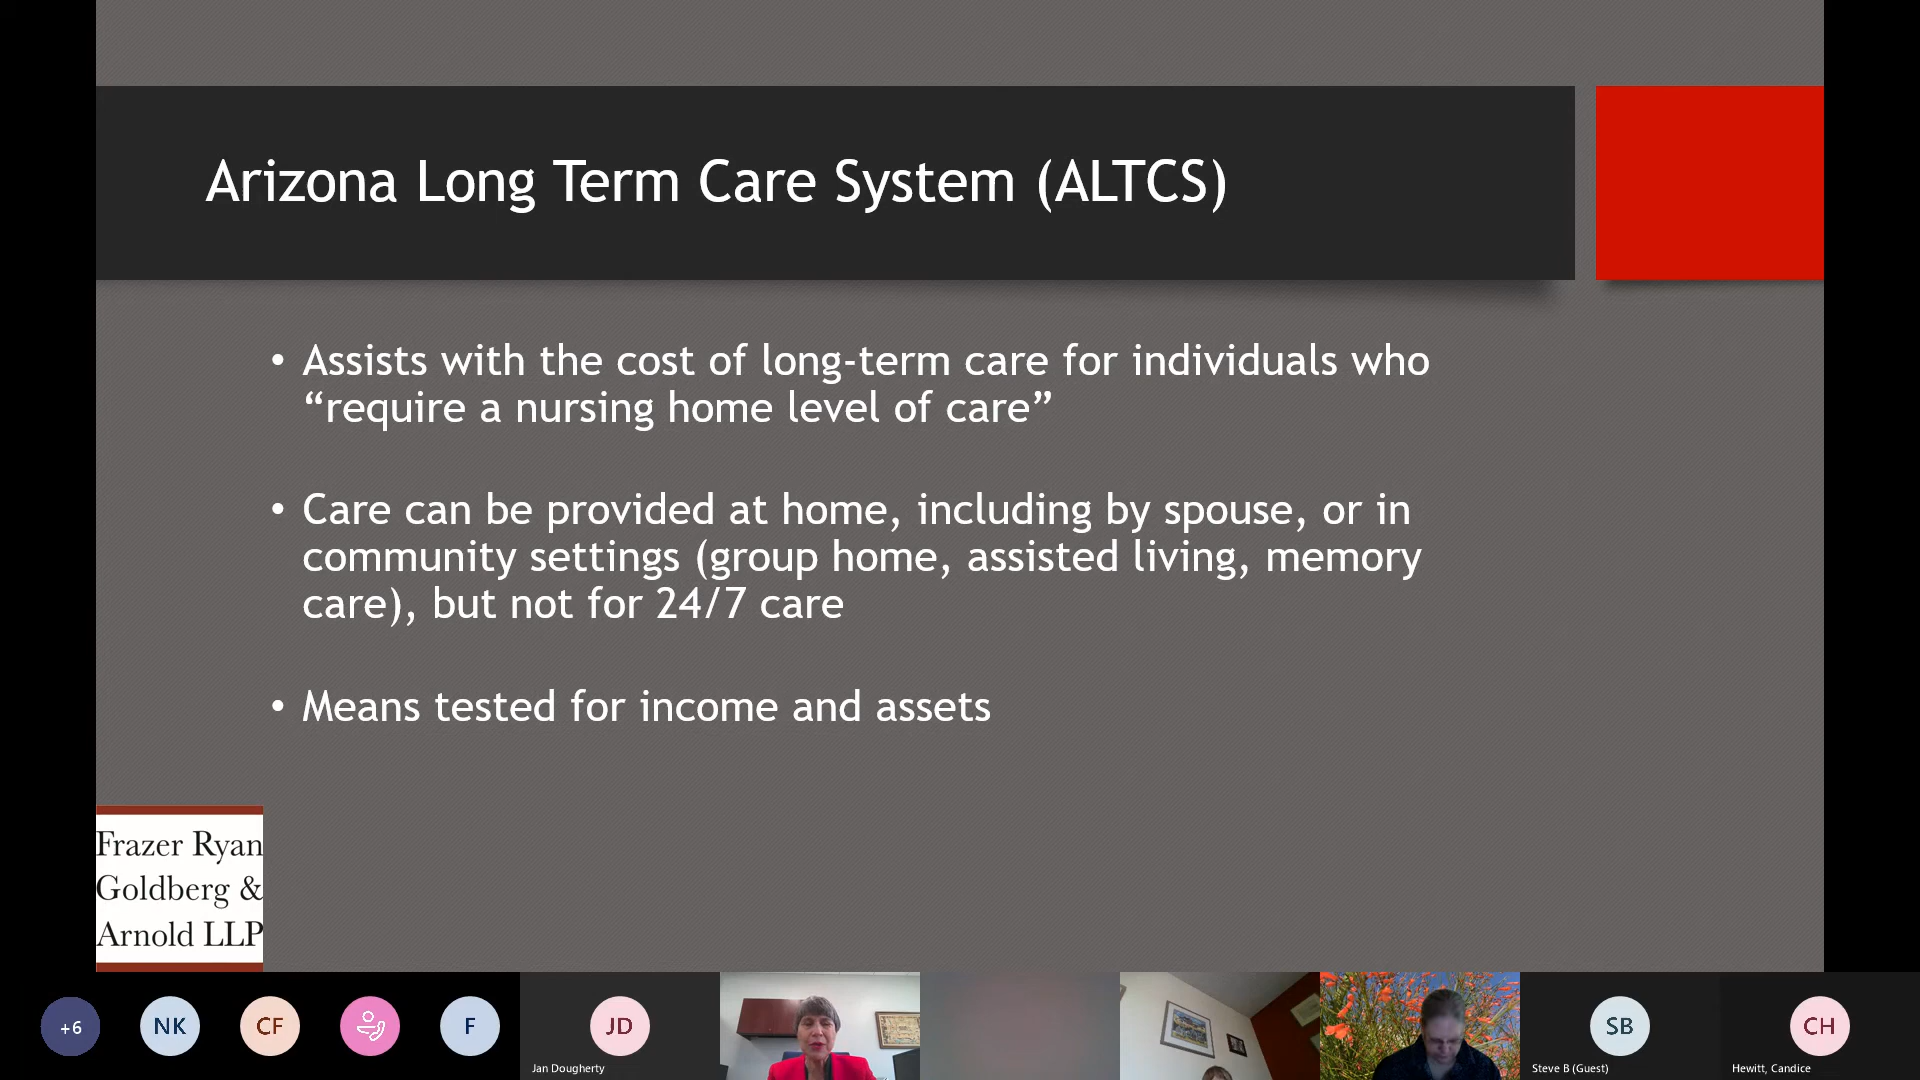 Arizona Long Term Care System (ALTCS)
• Assists with the cost of long-term care for individuals who
“require a nursing home level of care”
• Care can be provided at home, including by spouse, or in
community settings (group home, assisted living, memory
care), but not for 24/7 care
• Means tested for income and assets
Frazer Ryan
Goldberg &
Arnold LLP
+6
NK
CF
F
JD
Jan Dougherty
SB
Steve B (Guest)
CH
Hewitt, Candice